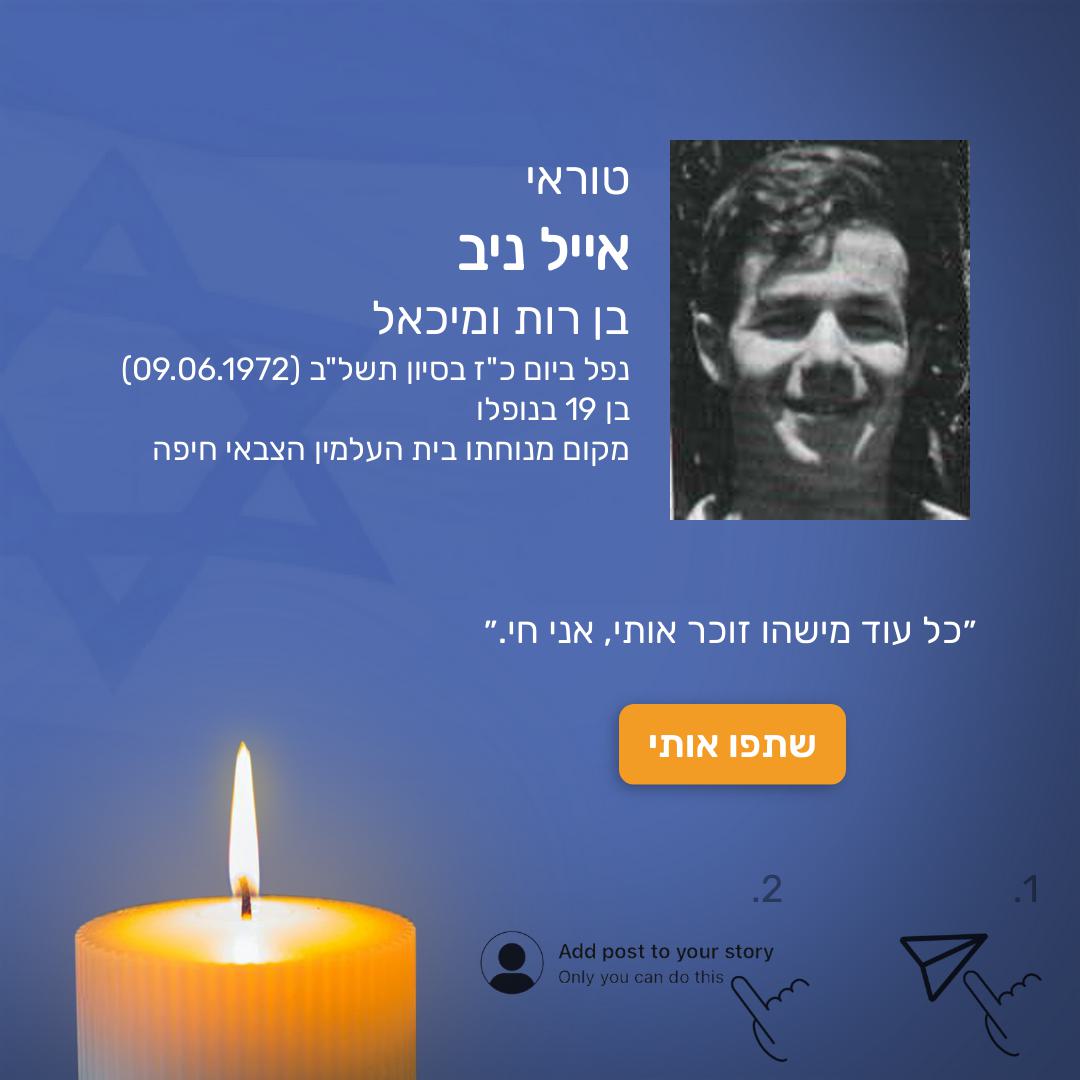 טוראי
אייל ניב
בן רות ומיכאל
נפל ביום כ"ז בסיון תשל"ב (09.06.1972)
בן 19 בנופלו
מקום מנוחתו בית העלמין הצבאי חיפה
"כל עוד מישהו זוכר אותי, אני חי."
שתפו אותי
1.
2.
Add post to your story
Only you can do this